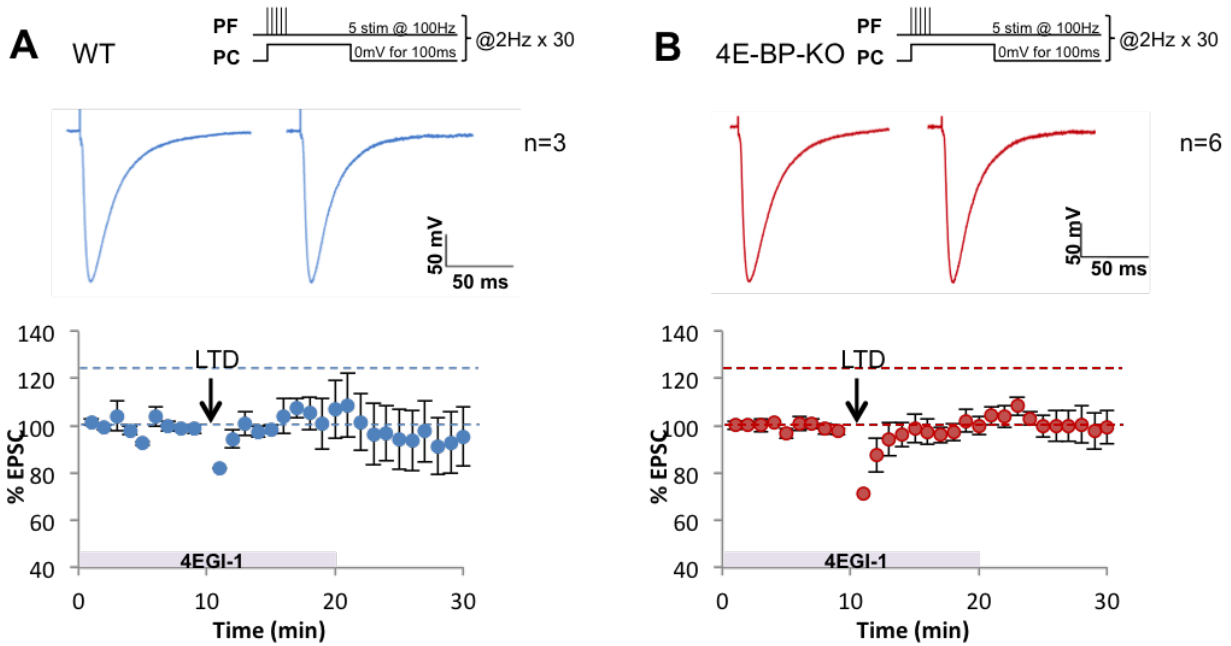 A WT
PF 5 stim @ 100Hz
PC 0mV for 100ms
@2Hz x 30
n=3
50 mV
50 ms
140
120
100
80
60
40
% EPSC
LTD
4EGI-1
0 10 20 30
Time (min)
B 4E-BP-KO
PF 5 stim @ 100Hz
PC 0mV for 100ms
@2Hz x 30
n=6
50 mV
50 ms
140
120
100
80
60
40
% EPSC
LTD
4EGI-1
0 10 20 30
Time (min)